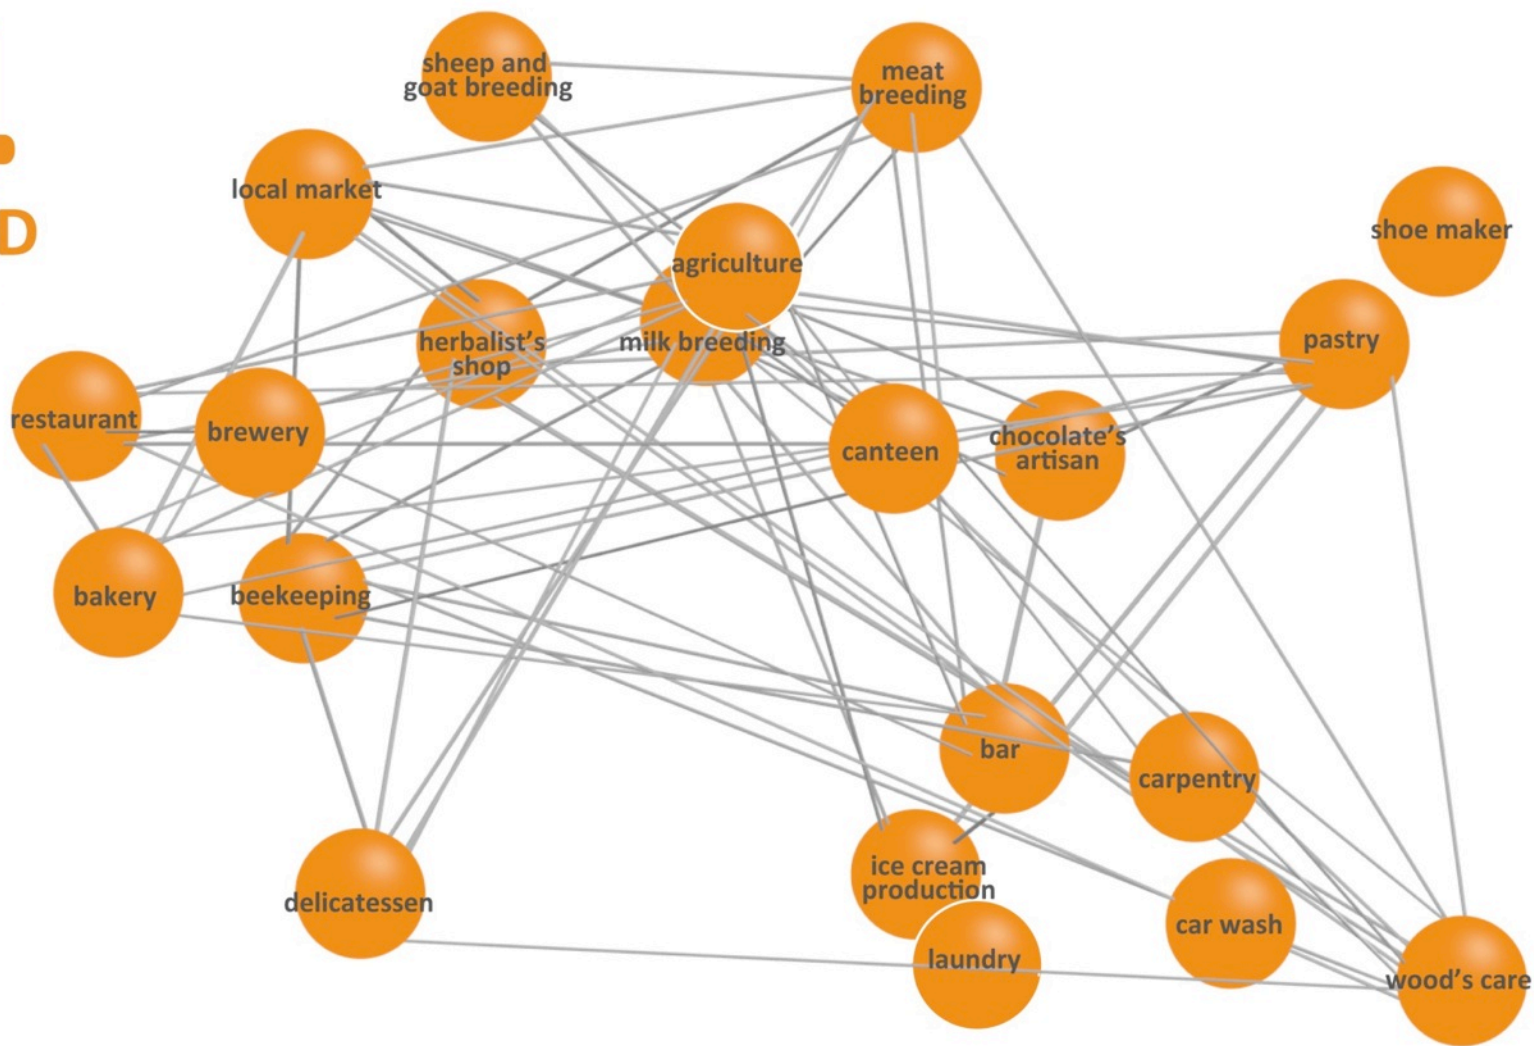 sheep and
goat breeding
meat
breeding
local market
D
shoe maker
agriculture
herbalist's
shop
milk breeding
pastry
restaurant
brewery
canteen
chocolate's
artisan
bakery
beekeeping
bar
carpentry
delicatessen
ice cream
production
car wash
laundry
wood's care